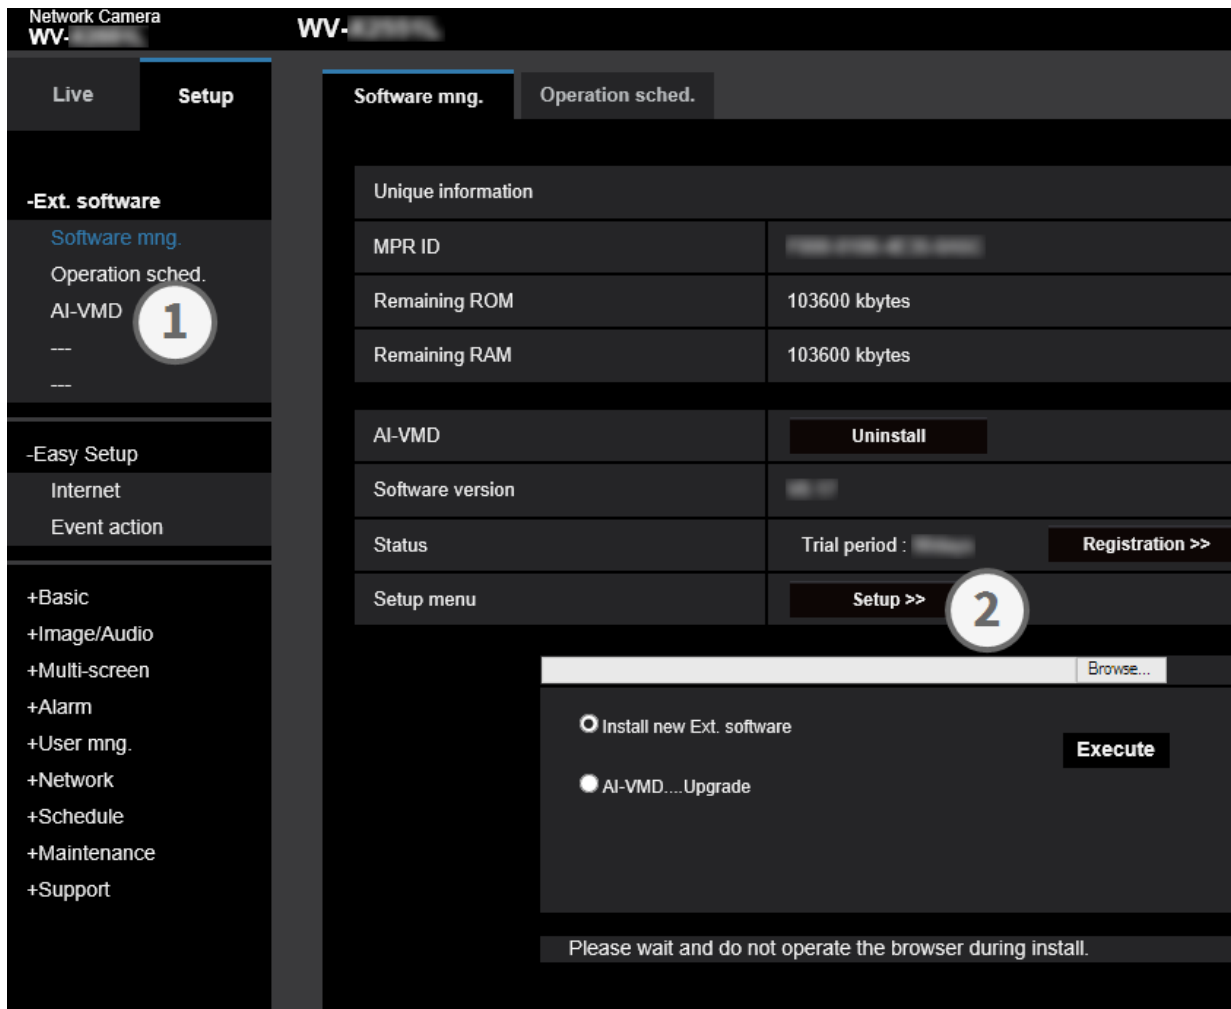 Network Camera
WV-
WV-
Live
Setup
Software mng.
Operation sched.
-Ext. software
Software mng.
Operation sched.
AI-VMD
1
---
---
-Easy Setup
Internet
Event action
+Basic
+Image/Audio
+Multi-screen
+Alarm
+User mng.
+Network
+Schedule
+Maintenance
+Support
Unique information
MPR ID
Remaining ROM 103600 kbytes
Remaining RAM 103600 kbytes
AI-VMD Uninstall
Software version
Status Trial period : Registration >>
Setup menu Setup >> 2
Browse...
Install new Ext. software
Execute
AI-VMD....Upgrade
Please wait and do not operate the browser during install.